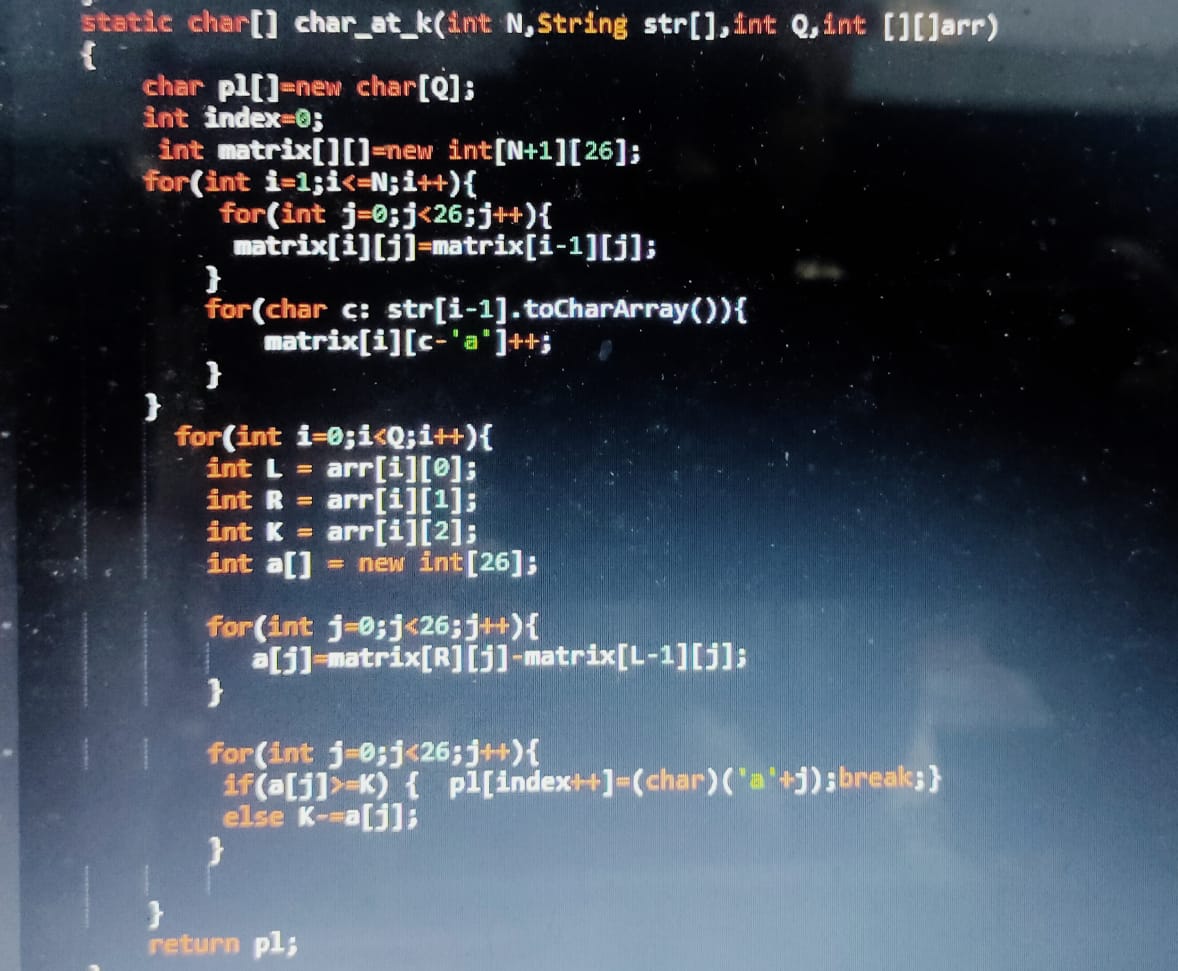 static char[] char_at_k(int N,String str[],int Q,int [][]arr)
{
char pl[]=new char[Q];
int index=0;
int matrix[][]=new int[N+1][26];
for(int i=1;i<=N;i++){
for(int j=0;j<26;j++){
matrix[i][j]=matrix[i-1][j];
}
for(char c: str[i-1].toCharArray()){
matrix[i][c-'a']++;
}
}
for(int i=0;i<Q;i++){
int L = arr[i][0];
int R = arr[i][1];
int K = arr[i][2];
int a[] = new int[26];
for(int j=0;j<26;j++){
a[j]=matrix[R][j]-matrix[L-1][j];
}
for(int j=0;j<26;j++){
if(a[j]>=K) { pl[index++]=(char)('a'+j);break;}
else K-=a[j];
}
}
return pl;